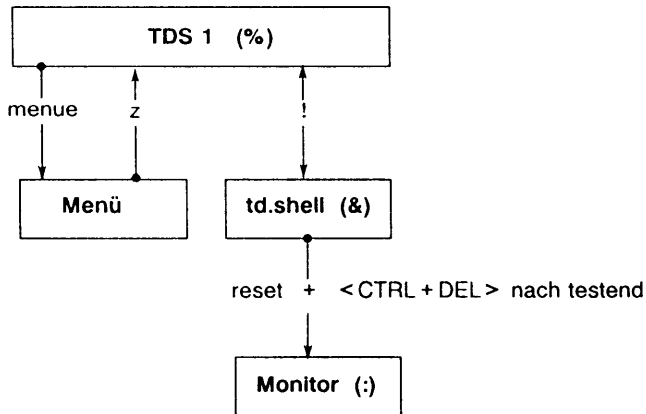 TDS 1 (%)
menue z !
Menü td.shell (&)
reset + <CTRL + DEL> nach testend
Monitor (:)